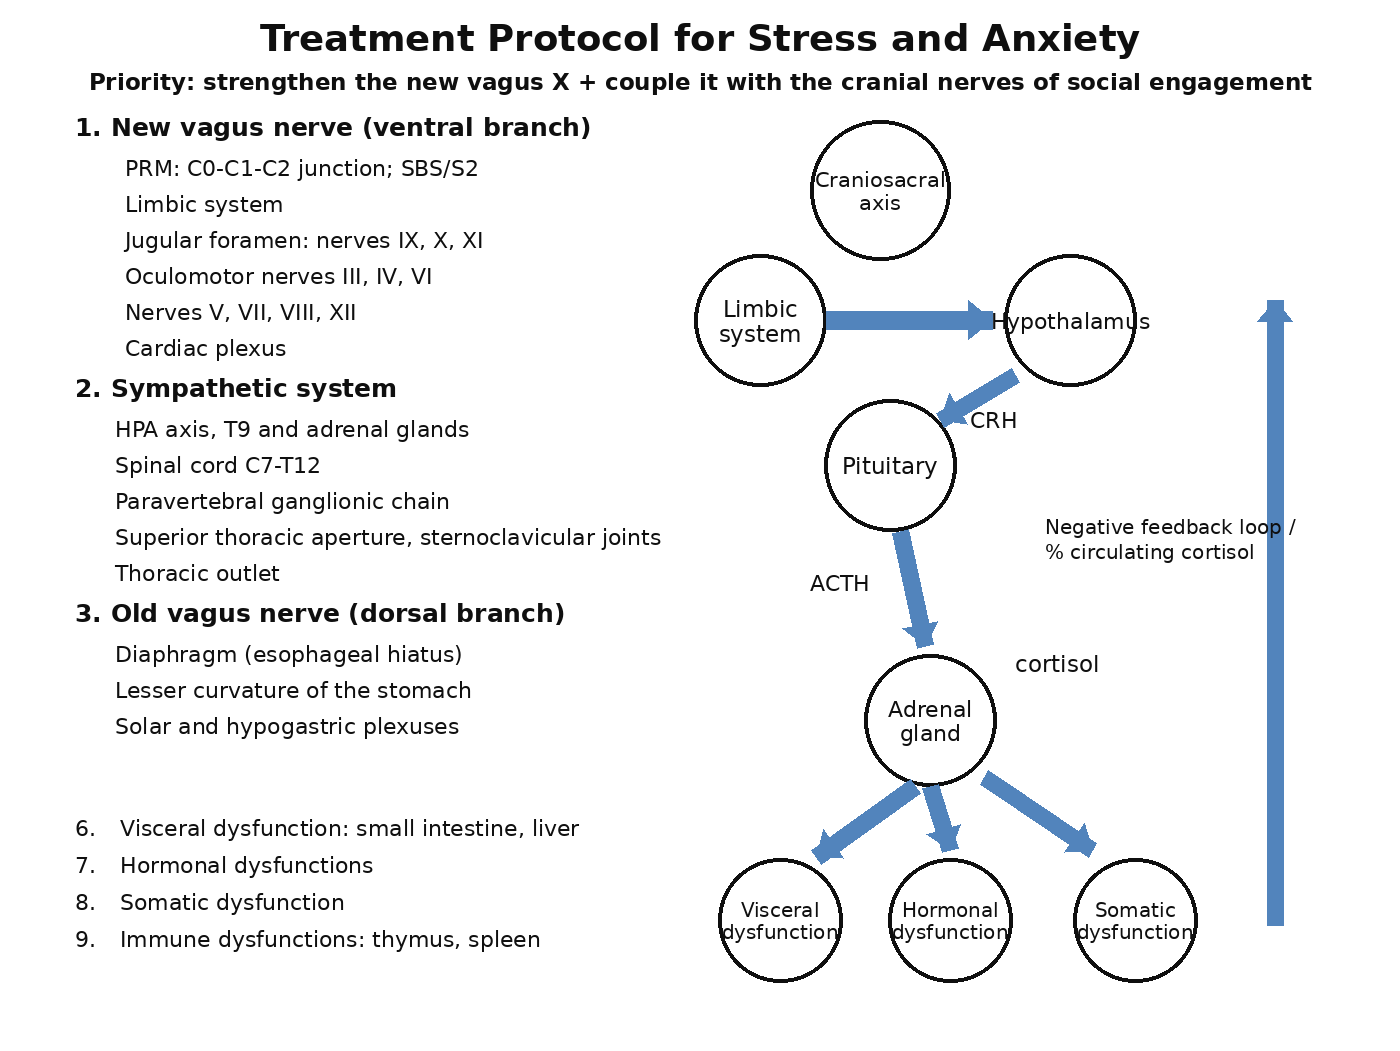 Treatment Protocol for Stress and Anxiety
Priority: strengthen the new vagus X + couple it with the cranial nerves of social engagement
1. New vagus nerve (ventral branch)
PRM: C0-C1-C2 junction; SBS/S2
Limbic system
Jugular foramen: nerves IX, X, XI
Oculomotor nerves III, IV, VI
Nerves V, VII, VIII, XII
Cardiac plexus
2. Sympathetic system
HPA axis, T9 and adrenal glands
Spinal cord C7-T12
Paravertebral ganglionic chain
Superior thoracic aperture, sternoclavicular joints
Thoracic outlet
3. Old vagus nerve (dorsal branch)
Diaphragm (esophageal hiatus)
Lesser curvature of the stomach
Solar and hypogastric plexuses
6. Visceral dysfunction: small intestine, liver
7. Hormonal dysfunctions
8. Somatic dysfunction
9. Immune dysfunctions: thymus, spleen
Craniosacral
axis
Limbic
system
Hypothalamus
CRH
Pituitary
Negative feedback loop /
% circulating cortisol
ACTH
cortisol
Adrenal
gland
Visceral
dysfunction
Hormonal
dysfunction
Somatic
dysfunction